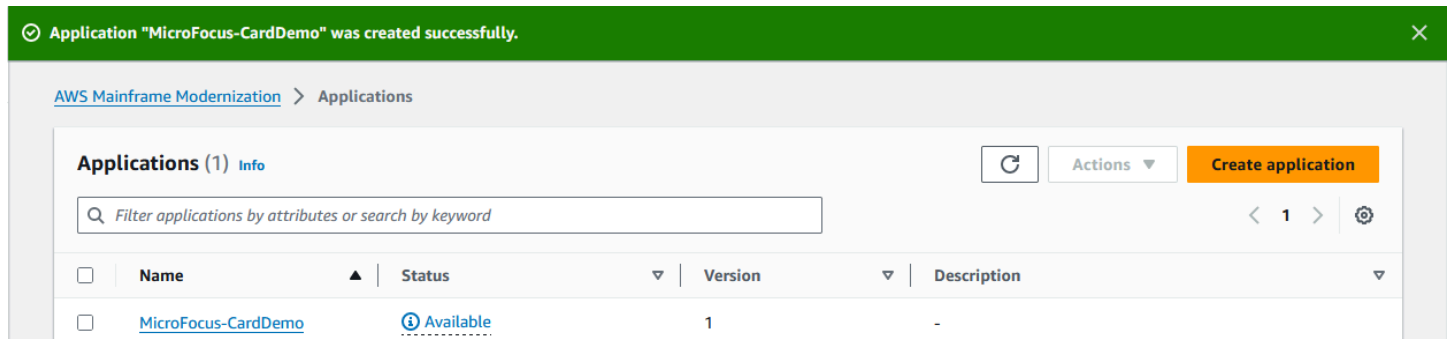 Application "MicroFocus-CardDemo" was created successfully.
AWS Mainframe Modernization > Applications
Applications (1) Info
Actions
Create application
Filter applications by attributes or search by keyword
1
Name Status Version Description
MicroFocus-CardDemo Available 1 -